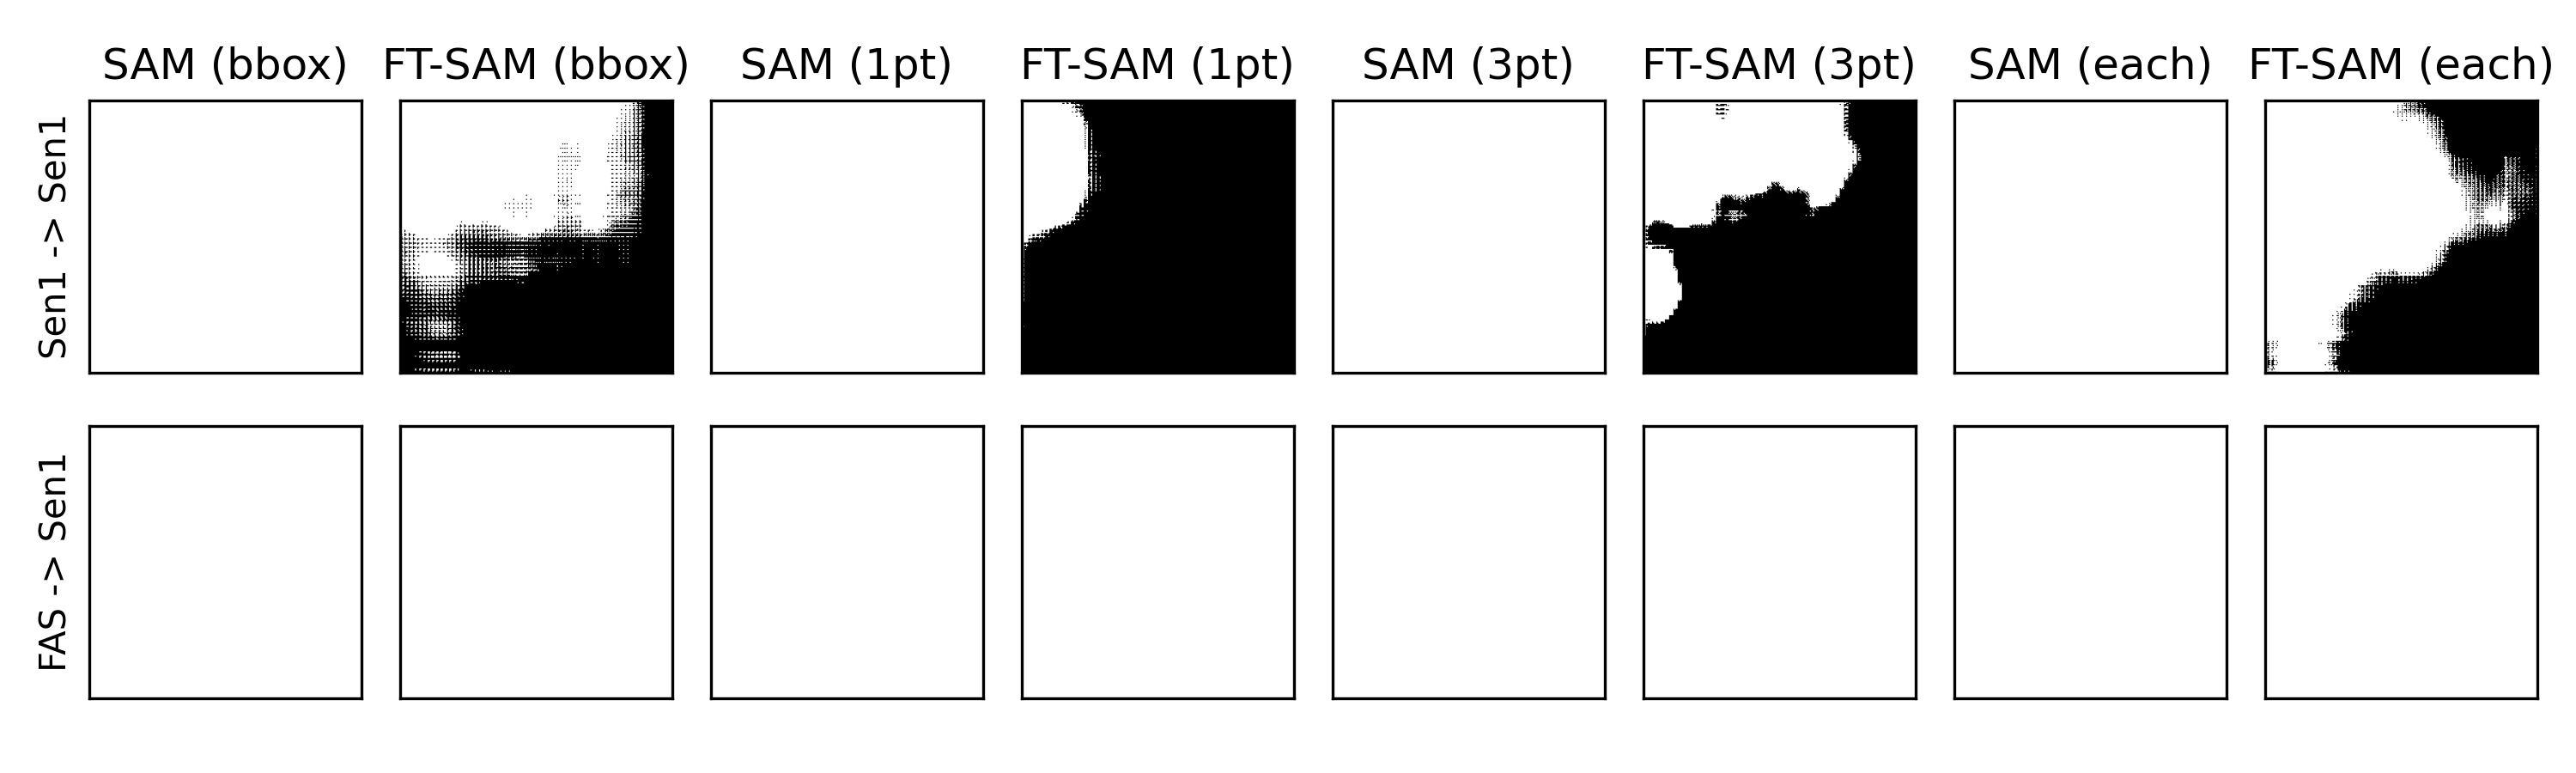 SAM (bbox) FT-SAM (bbox) SAM (1pt) FT-SAM (1pt) SAM (3pt) FT-SAM (3pt) SAM (each) FT-SAM (each)
Sen1 -> Sen1
FAS -> Sen1